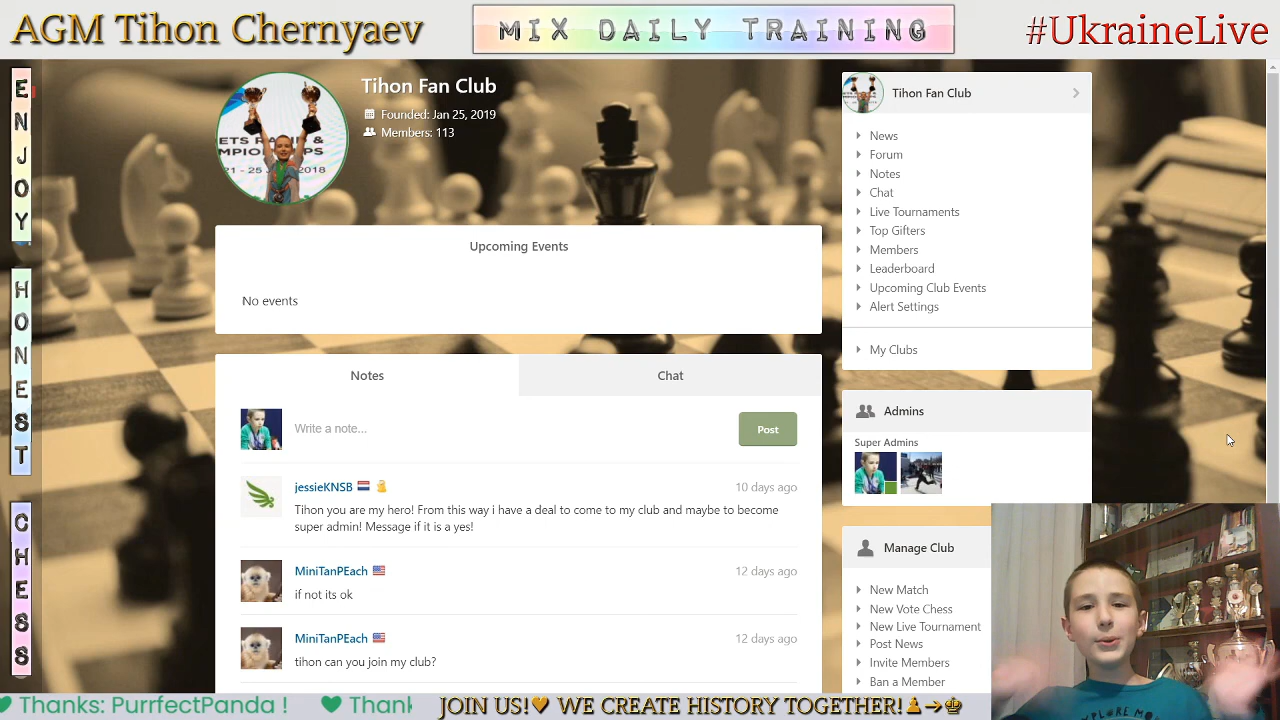 AGM Tihon Chernyaev
MIX DAILY TRAINING
#UkraineLive
ENJOY
HONEST
CHESS
Tihon Fan Club
Founded: Jan 25, 2019
Members: 113
21 - 25 2018
Upcoming Events
No events
Notes
Chat
Write a note...
Post
jessieKNSB
10 days ago
Tihon you are my hero! From this way i have a deal to come to my club and maybe to become
super admin! Message if it is a yes!
MiniTanPEach
12 days ago
if not its ok
MiniTanPEach
12 days ago
tihon can you join my club?
Tihon Fan Club
News
Forum
Notes
Chat
Live Tournaments
Top Gifters
Members
Leaderboard
Upcoming Club Events
Alert Settings
My Clubs
Admins
Super Admins
Manage Club
New Match
New Vote Chess
New Live Tournament
Post News
Invite Members
Ban a Member
Thanks: PurrfectPanda !
Thank
JOIN US! WE CREATE HISTORY TOGETHER!